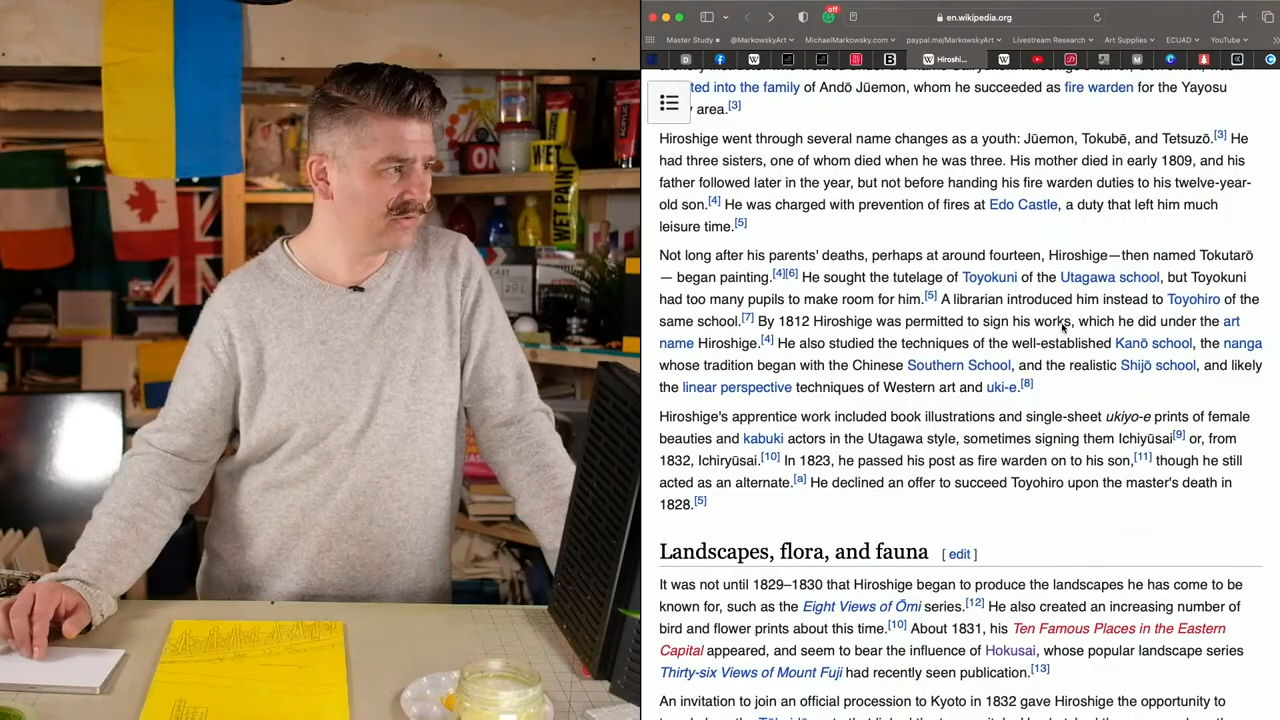 off
en.wikipedia.org
Master Study
@MarkowskyArt
MichaelMarkowsky.com
paypal.me/MarkowskyArt
Livestream Research
Art Supplies
ECUAD
YouTube
Hiroshi...
ted into the family of Andō Jūemon, whom he succeeded as fire warden for the Yayosu
area.[3]
Hiroshige went through several name changes as a youth: Jūemon, Tokubē, and Tetsuzō.[3] He
had three sisters, one of whom died when he was three. His mother died in early 1809, and his
father followed later in the year, but not before handing his fire warden duties to his twelve-year-
old son.[4] He was charged with prevention of fires at Edo Castle, a duty that left him much
leisure time.[5]
Not long after his parents' deaths, perhaps at around fourteen, Hiroshige—then named Tokutarō
— began painting.[4][6] He sought the tutelage of Toyokuni of the Utagawa school, but Toyokuni
had too many pupils to make room for him.[5] A librarian introduced him instead to Toyohiro of the
same school.[7] By 1812 Hiroshige was permitted to sign his works, which he did under the art
name Hiroshige.[4] He also studied the techniques of the well-established Kanō school, the nanga
whose tradition began with the Chinese Southern School, and the realistic Shijō school, and likely
the linear perspective techniques of Western art and uki-e.[8]
Hiroshige's apprentice work included book illustrations and single-sheet ukiyo-e prints of female
beauties and kabuki actors in the Utagawa style, sometimes signing them Ichiyūsai[9] or, from
1832, Ichiryūsai.[10] In 1823, he passed his post as fire warden on to his son,[11] though he still
acted as an alternate.[a] He declined an offer to succeed Toyohiro upon the master's death in
1828.[5]
Landscapes, flora, and fauna [ edit ]
It was not until 1829–1830 that Hiroshige began to produce the landscapes he has come to be
known for, such as the Eight Views of Ōmi series.[12] He also created an increasing number of
bird and flower prints about this time.[10] About 1831, his Ten Famous Places in the Eastern
Capital appeared, and seem to bear the influence of Hokusai, whose popular landscape series
Thirty-six Views of Mount Fuji had recently seen publication.[13]
An invitation to join an official procession to Kyoto in 1832 gave Hiroshige the opportunity to
ON
WET
WET PAINT
ACRYLIC